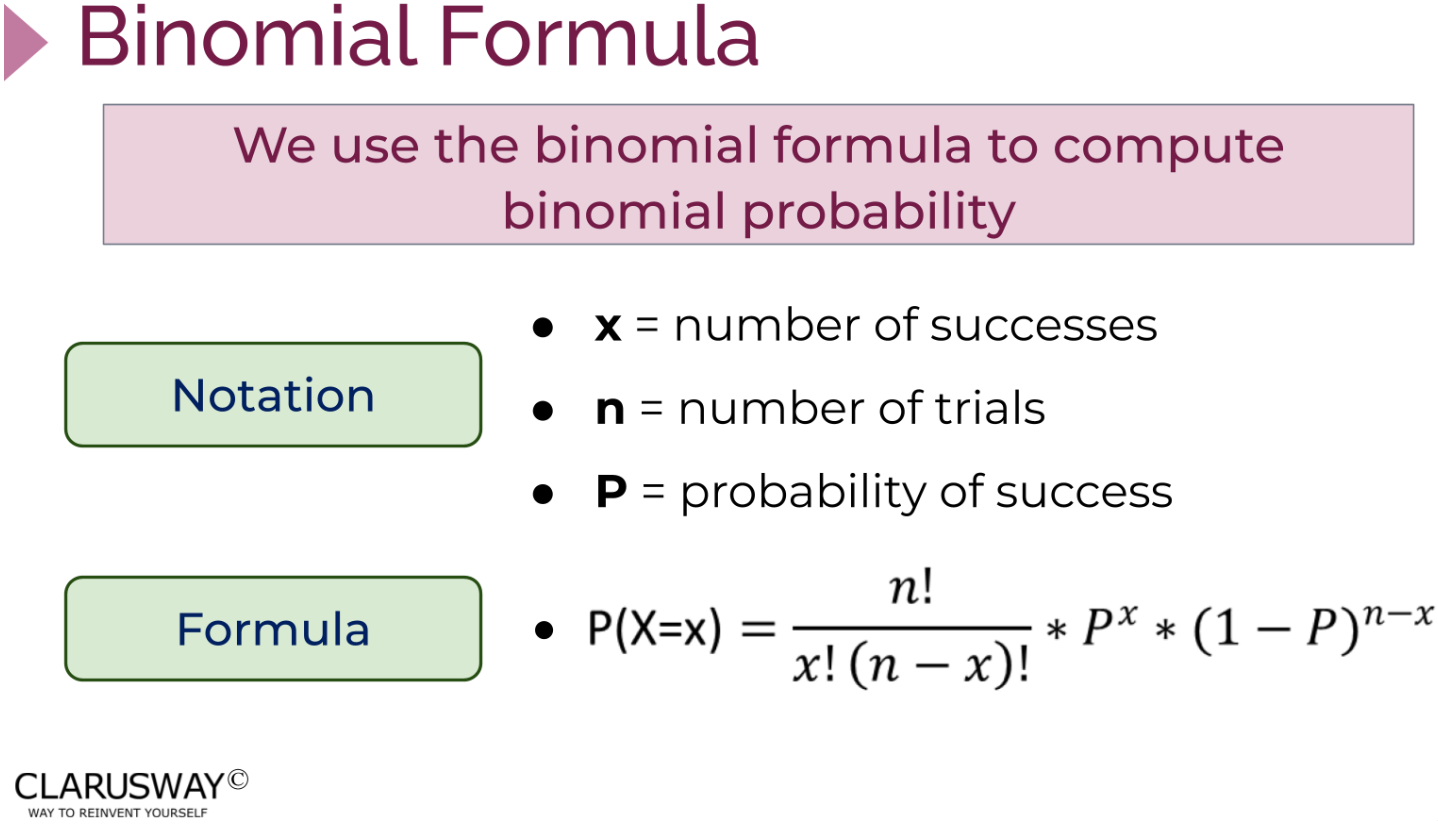 Binomial Formula
We use the binomial formula to compute
binomial probability
Notation
● x = number of successes
● n = number of trials
● P = probability of success
Formula
● P(X=x) = n! / x! (n − x)! * P^x * (1 − P)^{n−x}
CLARUSWAY©
WAY TO REINVENT YOURSELF